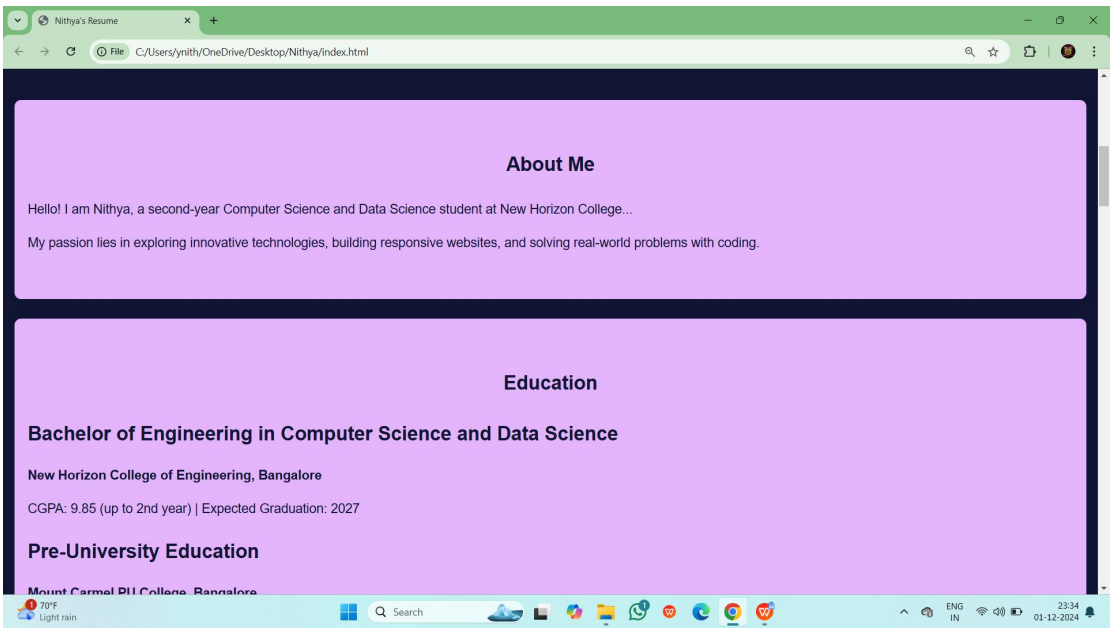 Nithya's Resume
File
C:/Users/ynith/OneDrive/Desktop/Nithya/index.html
About Me
Hello! I am Nithya, a second-year Computer Science and Data Science student at New Horizon College...
My passion lies in exploring innovative technologies, building responsive websites, and solving real-world problems with coding.
Education
Bachelor of Engineering in Computer Science and Data Science
New Horizon College of Engineering, Bangalore
CGPA: 9.85 (up to 2nd year) | Expected Graduation: 2027
Pre-University Education
Mount Carmel PU College, Bangalore
1
70°F
Light rain
Search
1
ENG
IN
23:34
01-12-2024